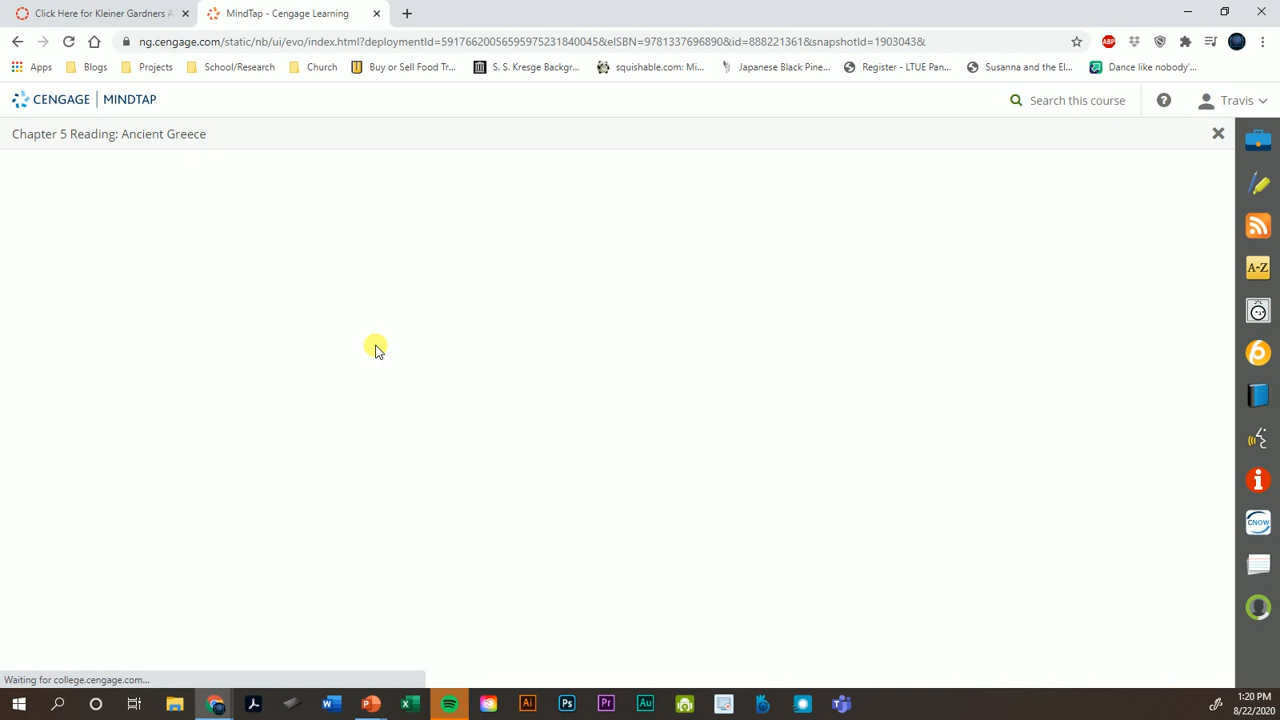 Click Here for Kleiner Gardners A
MindTap - Cengage Learning
ng.cengage.com/static/nb/ui/evo/index.html?deploymentId=59176620056595975231840045&eISBN=9781337696890&id=888221361&snapshotId=1903043&
ABP
Apps Blogs Projects School/Research Church Buy or Sell Food Tr... S. S. Kresge Backgr... squishable.com: Mi... Japanese Black Pine... Register - LTUE Pan... Susanna and the El... Dance like nobody'...
CENGAGE | MINDTAP
Search this course
Travis
Chapter 5 Reading: Ancient Greece
A-Z
CNOW
Waiting for college.cengage.com...
1:20 PM
8/22/2020